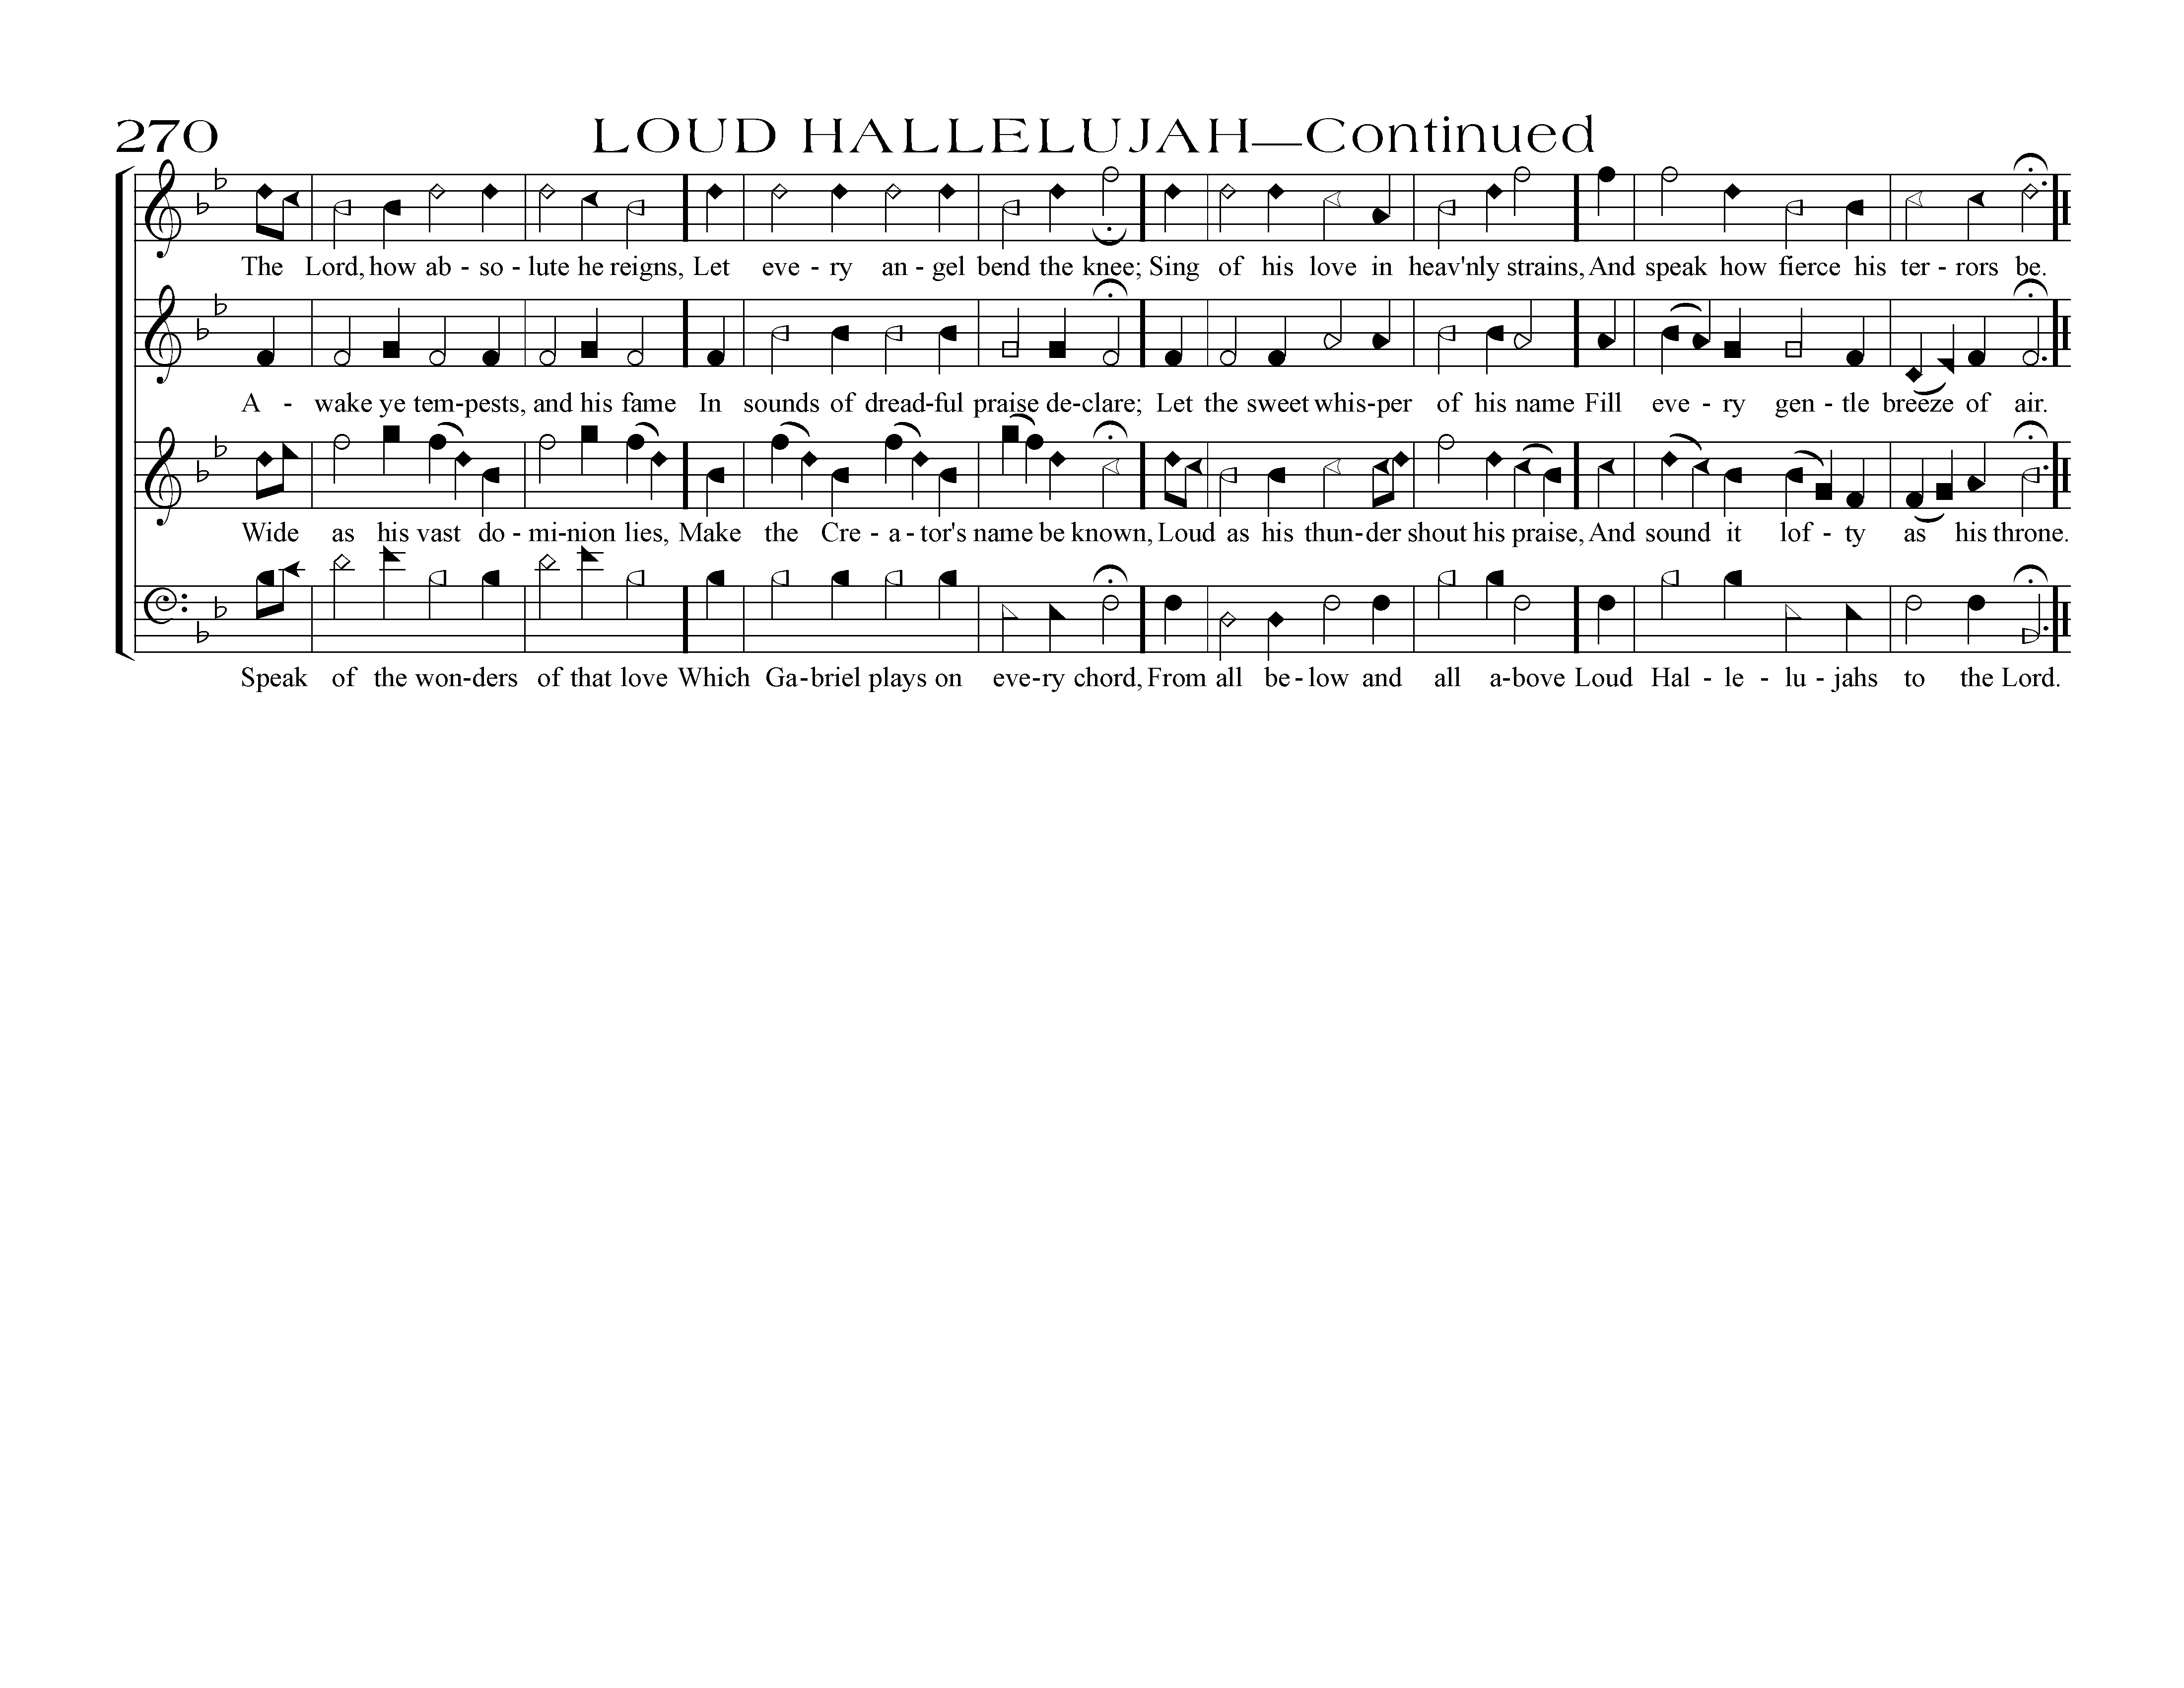 270
LOUD HALLELUJAH—Continued
The Lord, how ab - so - lute he reigns, Let eve - ry an - gel bend the knee; Sing of his love in heav'nly strains, And speak how fierce his ter - rors be.
A - wake ye tem-pests, and his fame In sounds of dread-ful praise de-clare; Let the sweet whis-per of his name Fill eve - ry gen - tle breeze of air.
Wide as his vast do - mi-nion lies, Make the Cre - a - tor's name be known, Loud as his thun-der shout his praise, And sound it lof - ty as his throne.
Speak of the won-ders of that love Which Ga-briel plays on eve-ry chord, From all be - low and all a-bove Loud Hal - le - lu - jahs to the Lord.